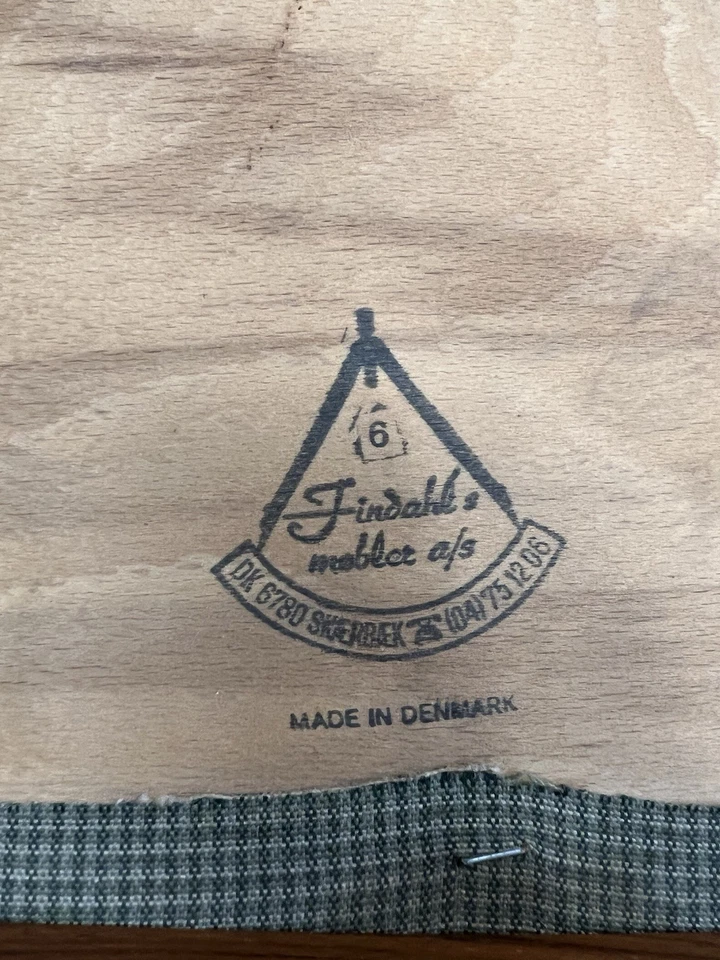 6
Findahl's
møbler a/s
DK 6780 SKÆRBÆK ☎ (04) 75 12 06
MADE IN DENMARK